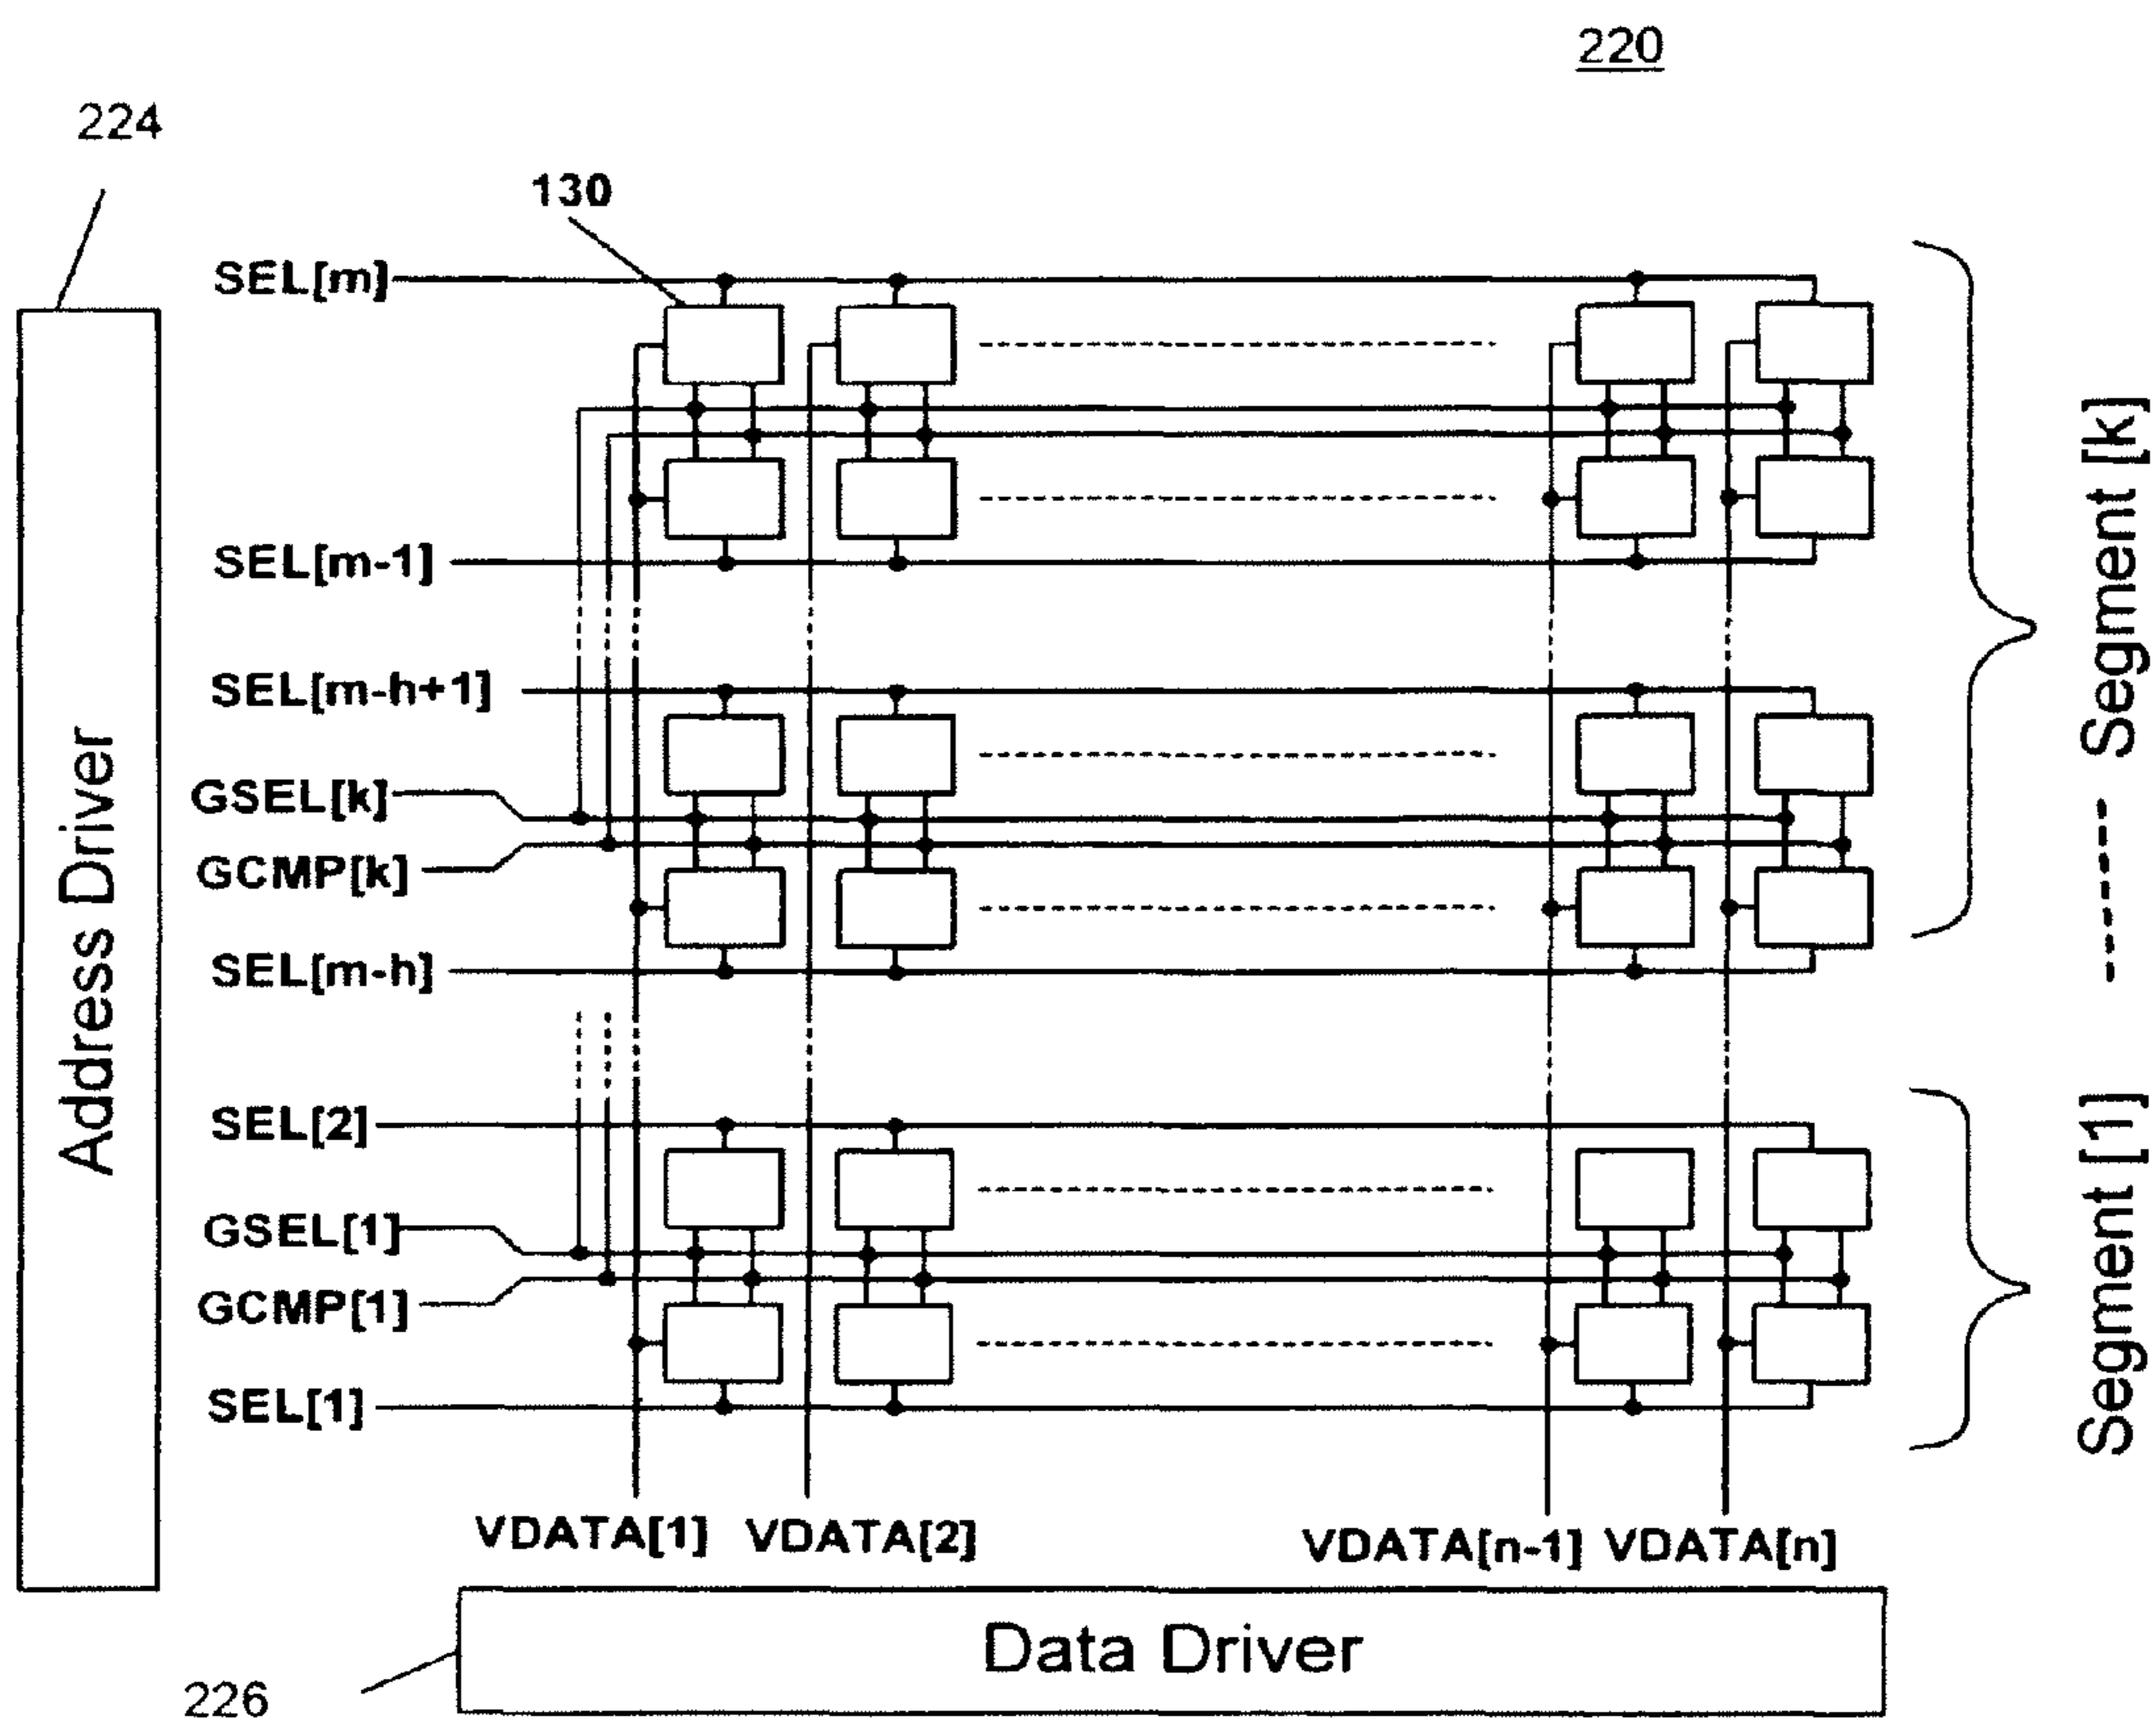 220
224
130
SEL[m]
SEL[m-1]
SEL[m-h+1]
GSEL[k]
GCMP[k]
SEL[m-h]
SEL[2]
GSEL[1]
GCMP[1]
SEL[1]
Address Driver
Segment [k]
Segment [1]
VDATA[1] VDATA[2] VDATA[n-1] VDATA[n]
Data Driver
226